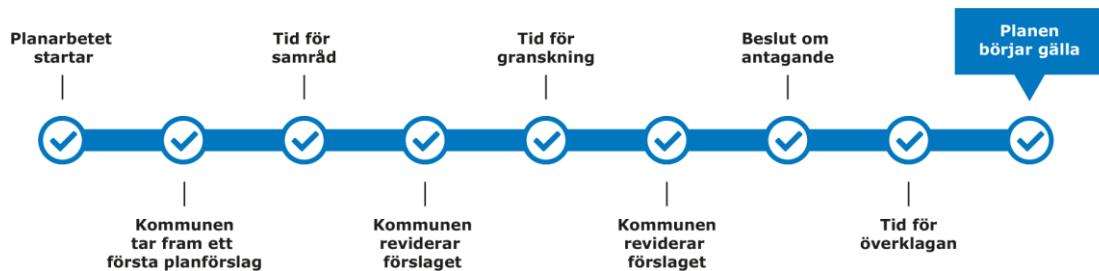 Planarbetet
startar
Kommunen
tar fram ett
första planförslag
Tid för
samråd
Kommunen
reviderar
förslaget
Tid för
granskning
Kommunen
reviderar
förslaget
Beslut om
antagande
Tid för
överklagan
Planen
börjar gälla